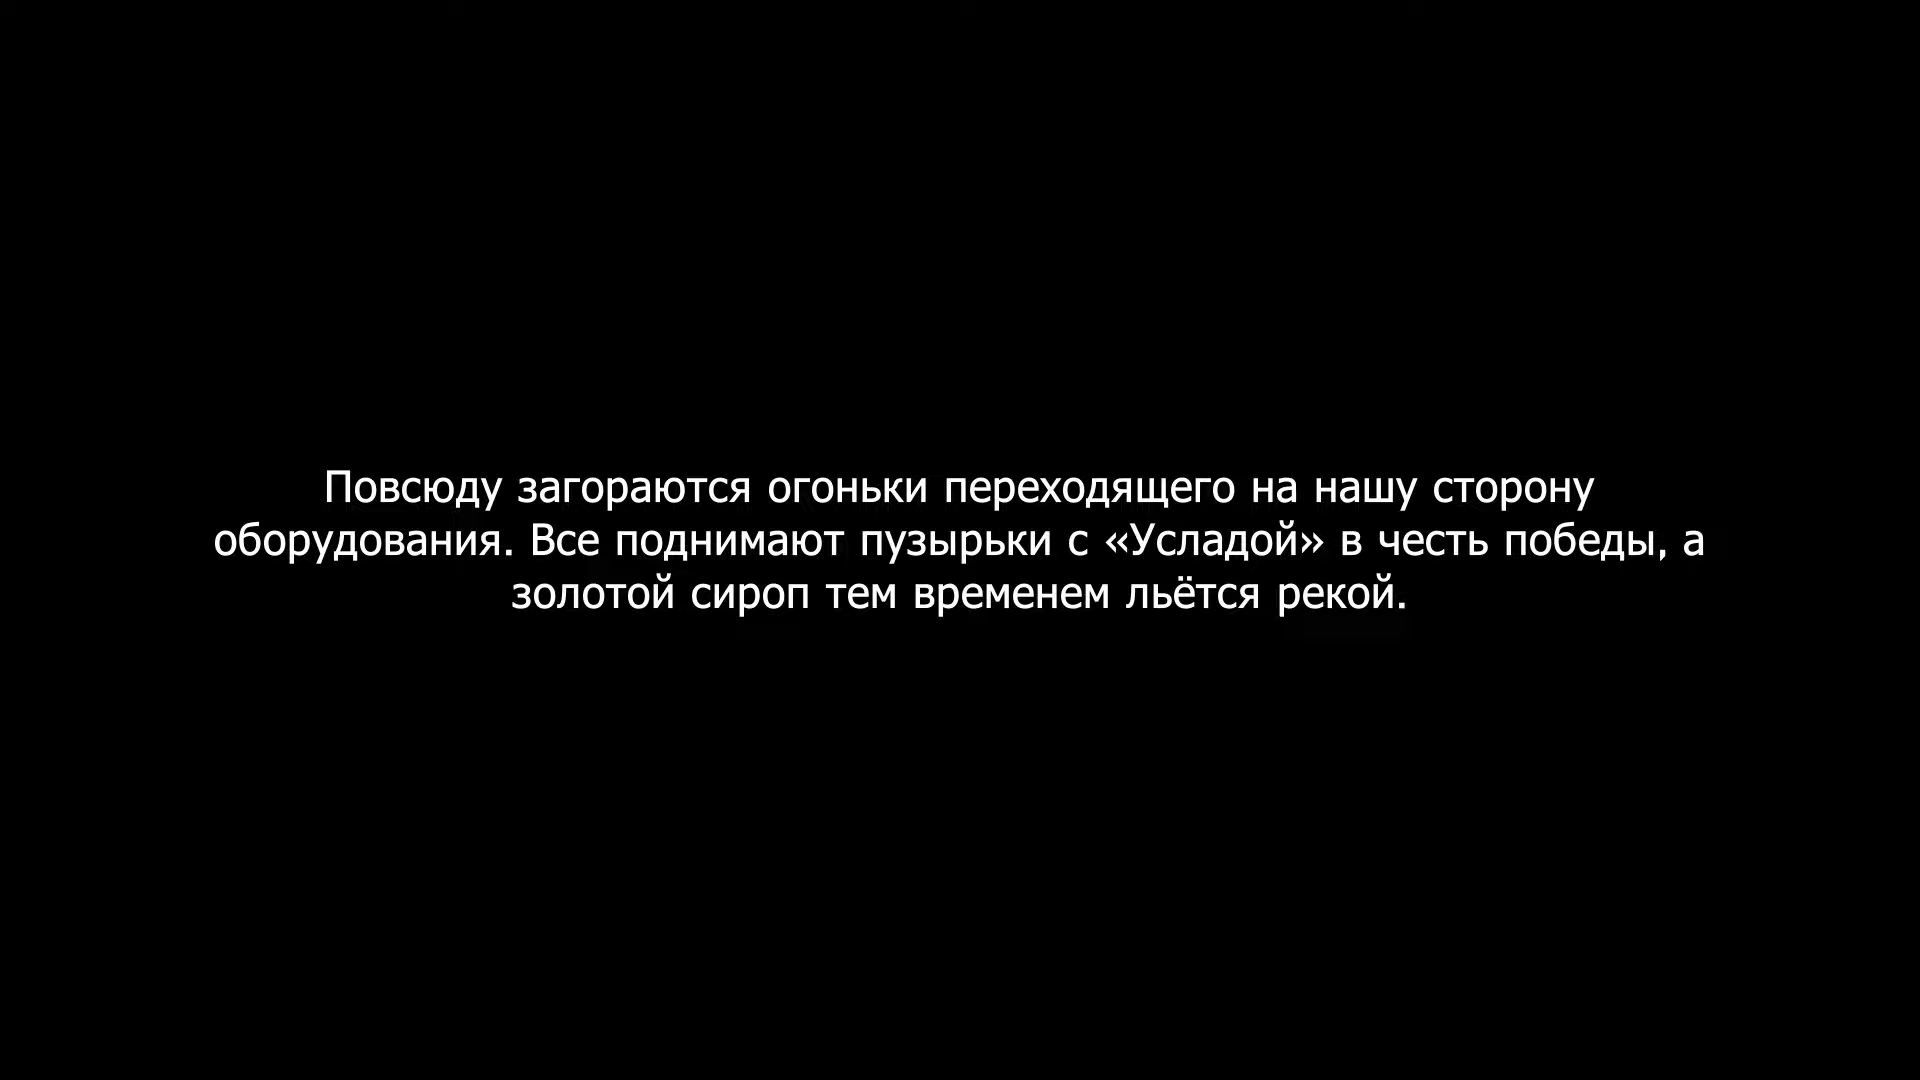 Повсюду загораются огоньки переходящего на нашу сторону
оборудования. Все поднимают пузырьки с «Усладой» в честь победы, а
золотой сироп тем временем льётся рекой.